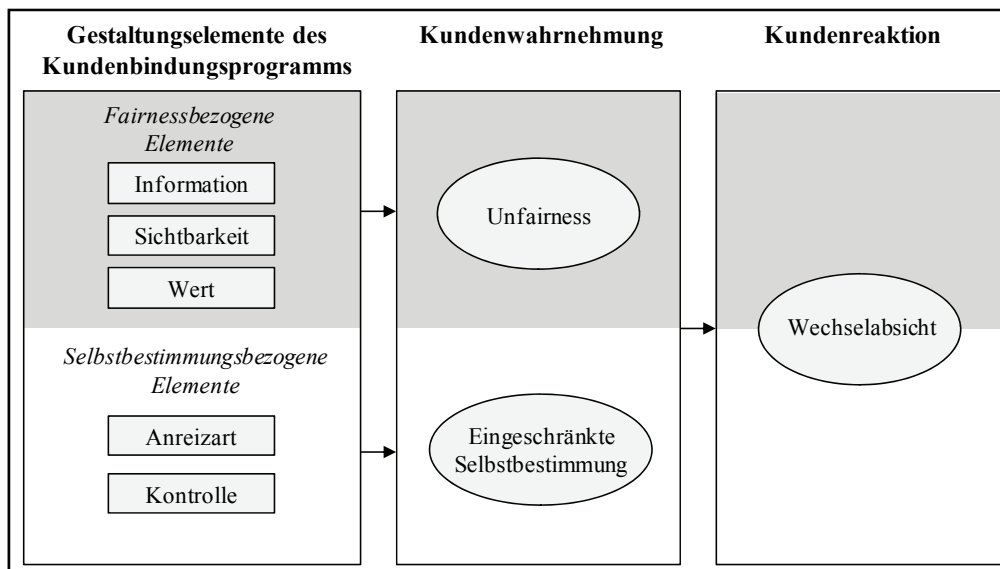 Gestaltungselemente des
Kundenbindungsprogramms
Fairnessbezogene
Elemente
Information
Sichtbarkeit
Wert
Selbstbestimmungsbezogene
Elemente
Anreizart
Kontrolle
Kundenwahrnehmung
Unfairness
Eingeschränkte
Selbstbestimmung
Kundenreaktion
Wechselabsicht